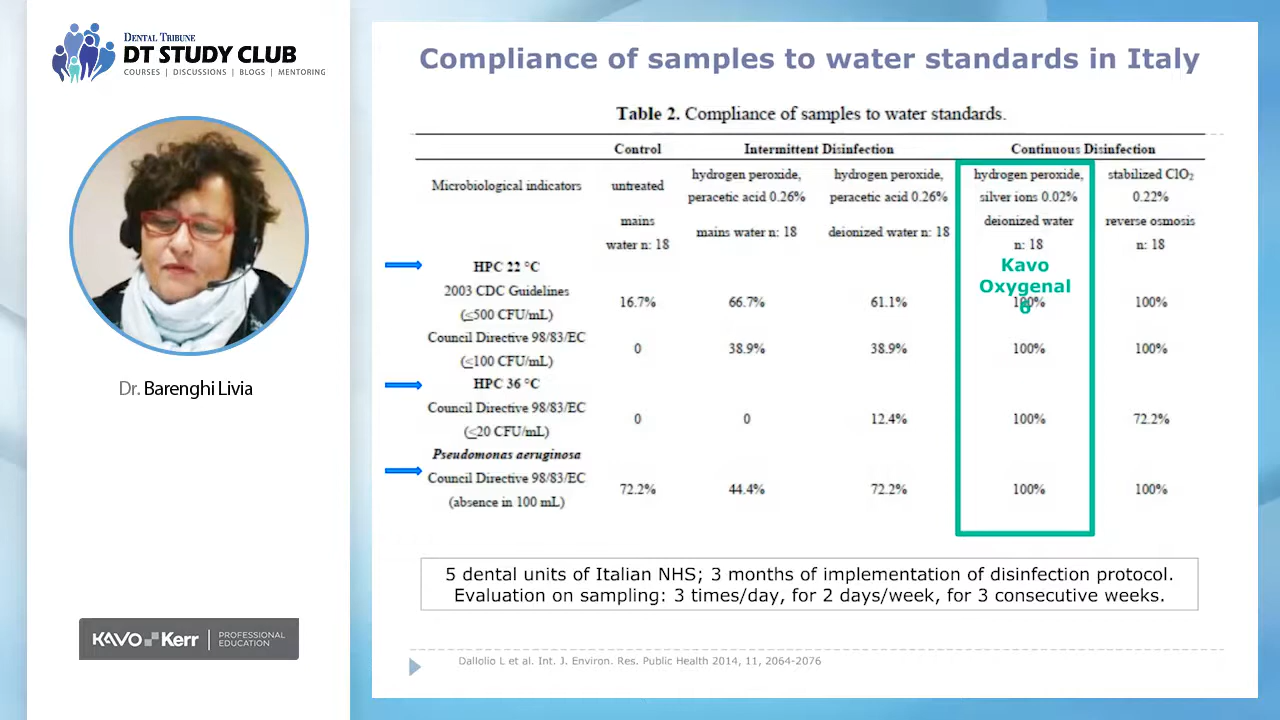 DENTAL TRIBUNE
DT STUDY CLUB
COURSES | DISCUSSIONS | BLOGS | MENTORING
Dr. Barenghi Livia
KAVO Kerr | PROFESSIONAL EDUCATION
Compliance of samples to water standards in Italy
Table 2. Compliance of samples to water standards.
Control Intermittent Disinfection Continuous Disinfection
Microbiological indicators
untreated
mains
water n: 18
hydrogen peroxide,
peracetic acid 0.26%
mains water n: 18
hydrogen peroxide,
peracetic acid 0.26%
deionized water n: 18
hydrogen peroxide,
silver ions 0.02%
deionized water
n: 18
stabilized ClO₂
0.22%
reverse osmosis
n: 18
Kavo
Oxygenal
6
HPC 22 °C
2003 CDC Guidelines
(≤500 CFU/mL)
16.7% 66.7% 61.1% 100% 100%
Council Directive 98/83/EC
(≤100 CFU/mL)
0 38.9% 38.9% 100% 100%
HPC 36 °C
Council Directive 98/83/EC
(≤20 CFU/mL)
0 0 12.4% 100% 72.2%
Pseudomonas aeruginosa
Council Directive 98/83/EC
(absence in 100 mL)
72.2% 44.4% 72.2% 100% 100%
5 dental units of Italian NHS; 3 months of implementation of disinfection protocol.
Evaluation on sampling: 3 times/day, for 2 days/week, for 3 consecutive weeks.
Dallolio L et al. Int. J. Environ. Res. Public Health 2014, 11, 2064-2076